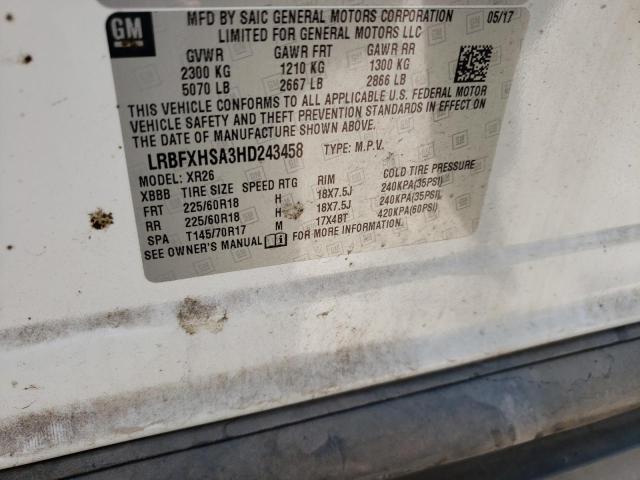 GM
MFD BY SAIC GENERAL MOTORS CORPORATION 05/17
LIMITED FOR GENERAL MOTORS LLC
GVWR GAWR FRT GAWR RR
2300 KG 1210 KG 1300 KG
5070 LB 2667 LB 2866 LB
THIS VEHICLE CONFORMS TO ALL APPLICABLE U.S. FEDERAL MOTOR
VEHICLE SAFETY AND THEFT PREVENTION STANDARDS IN EFFECT ON
THE DATE OF MANUFACTURE SHOWN ABOVE.
LRBFXHSA3HD243458 TYPE: M.P.V.
MODEL: XR26
XBBB TIRE SIZE SPEED RTG RIM COLD TIRE PRESSURE
FRT 225/60R18 H 18X7.5J 240KPA(35PSI)
RR 225/60R18 H 18X7.5J 240KPA(35PSI)
SPA T145/70R17 M 17X4BT 420KPA(60PSI)
SEE OWNER'S MANUAL FOR MORE INFORMATION.